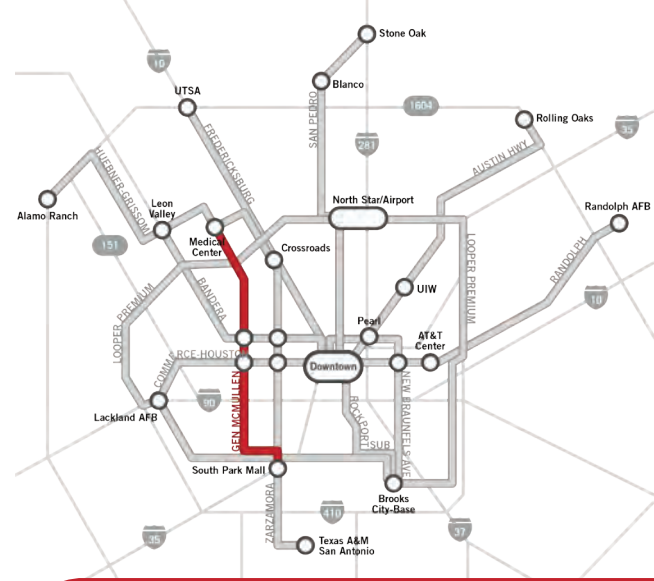 Stone Oak
10
Blanco
UTSA
1604
SAN PEDRO
Rolling Oaks
FREDERICKSBURG
35
281
AUSTIN HWY
HUEBNER-GRISSOM
Leon
Valley
North Star/Airport
Randolph AFB
Alamo Ranch
Medical
Center
151
Crossroads
LOOPER PREMIUM
RANDOLPH
UIW
BANDERA
10
LOOPER PREMIUM
Pearl
AT&T
Center
COMMERCE-HOUSTON
Downtown
GEN MCMULLEN
90
ROCKPORT
SUB
NEW BRAUNFELS AVE
Lackland AFB
South Park Mall
Brooks
City-Base
ZARZAMORA
410
37
35
Texas A&M
San Antonio